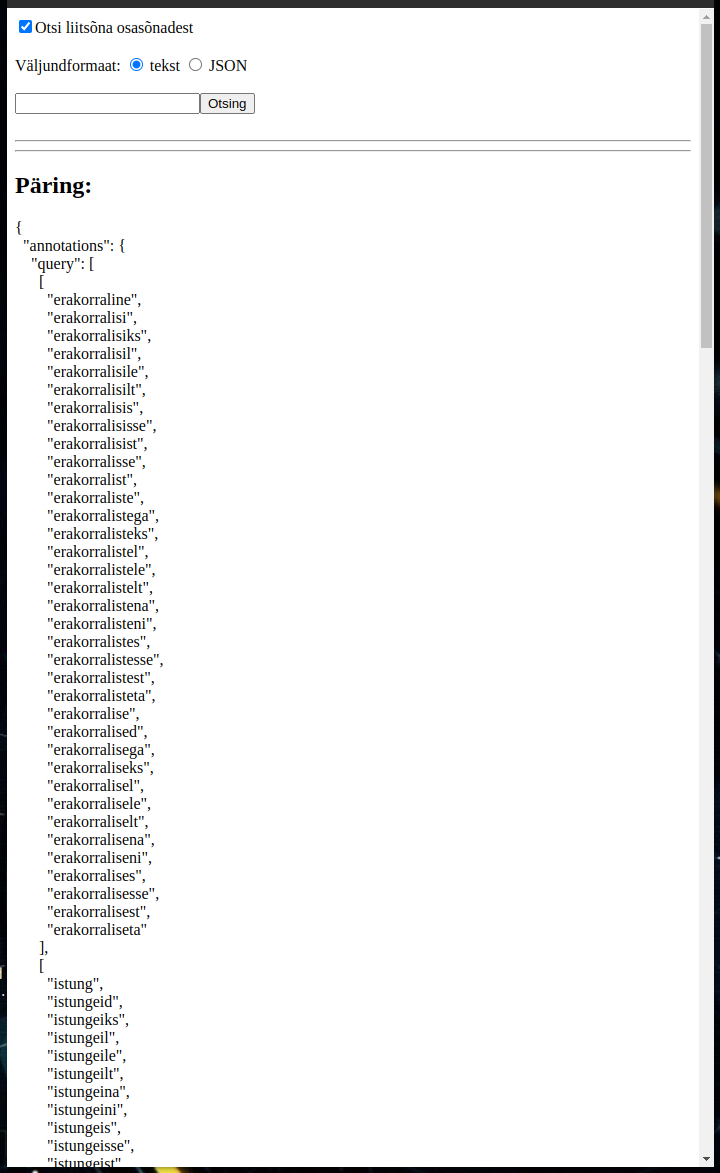 Otsi liitsõna osasõnadest
Väljundformaat: tekst JSON
Otsing
Päring:
{
"annotations": {
"query": [
[
"erakorraline",
"erakorralisi",
"erakorralisiks",
"erakorralisil",
"erakorralisile",
"erakorralisilt",
"erakorralisis",
"erakorralisisse",
"erakorralisist",
"erakorralisse",
"erakorralist",
"erakorraliste",
"erakorralistega",
"erakorralisteks",
"erakorralistel",
"erakorralistele",
"erakorralistelt",
"erakorralistena",
"erakorralisteni",
"erakorralistes",
"erakorralistesse",
"erakorralistest",
"erakorralisteta",
"erakorralise",
"erakorralised",
"erakorralisega",
"erakorraliseks",
"erakorralisel",
"erakorralisele",
"erakorraliselt",
"erakorralisena",
"erakorraliseni",
"erakorralises",
"erakorralisesse",
"erakorralisest",
"erakorraliseta"
],
[
"istung",
"istungeid",
"istungeiks",
"istungeil",
"istungeile",
"istungeilt",
"istungeina",
"istungeini",
"istungeis",
"istungeisse",
"istungeist"